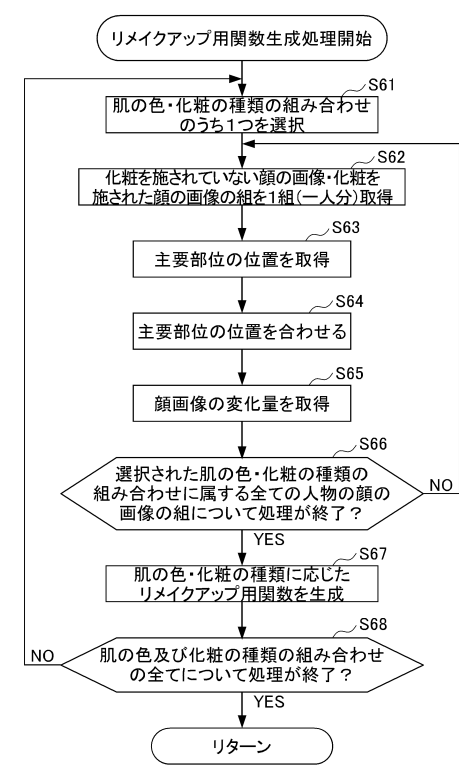 リメイクアップ用関数生成処理開始
S61
肌の色・化粧の種類の組み合わせ
のうち1つを選択
S62
化粧を施されていない顔の画像・化粧を
施された顔の画像の組を1組(一人分)取得
S63
主要部位の位置を取得
S64
主要部位の位置を合わせる
S65
顔画像の変化量を取得
S66
選択された肌の色・化粧の種類の
組み合わせに属する全ての人物の顔の
画像の組について処理が終了?
NO
YES
S67
肌の色・化粧の種類に応じた
リメイクアップ用関数を生成
S68
肌の色及び化粧の種類の組み合わせ
の全てについて処理が終了?
NO
YES
リターン